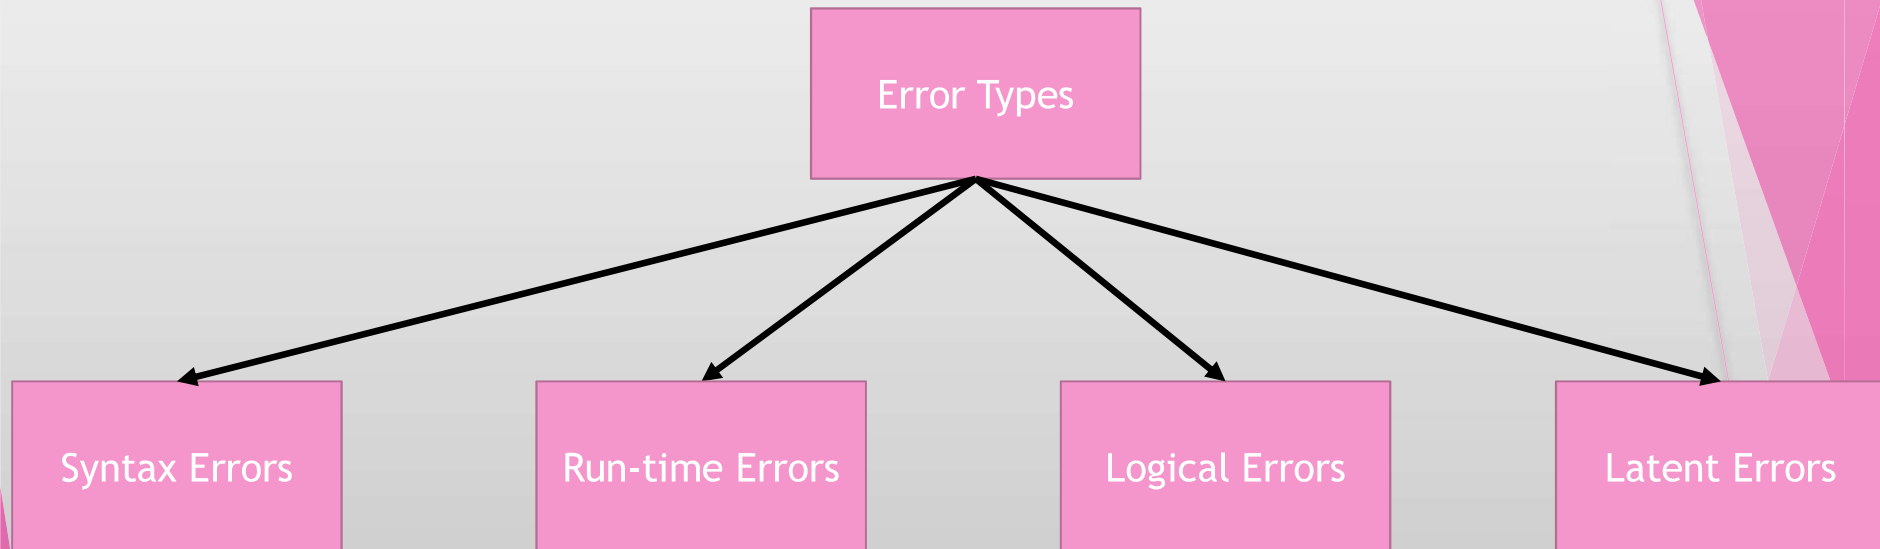 Error Types
Syntax Errors
Run-time Errors
Logical Errors
Latent Errors